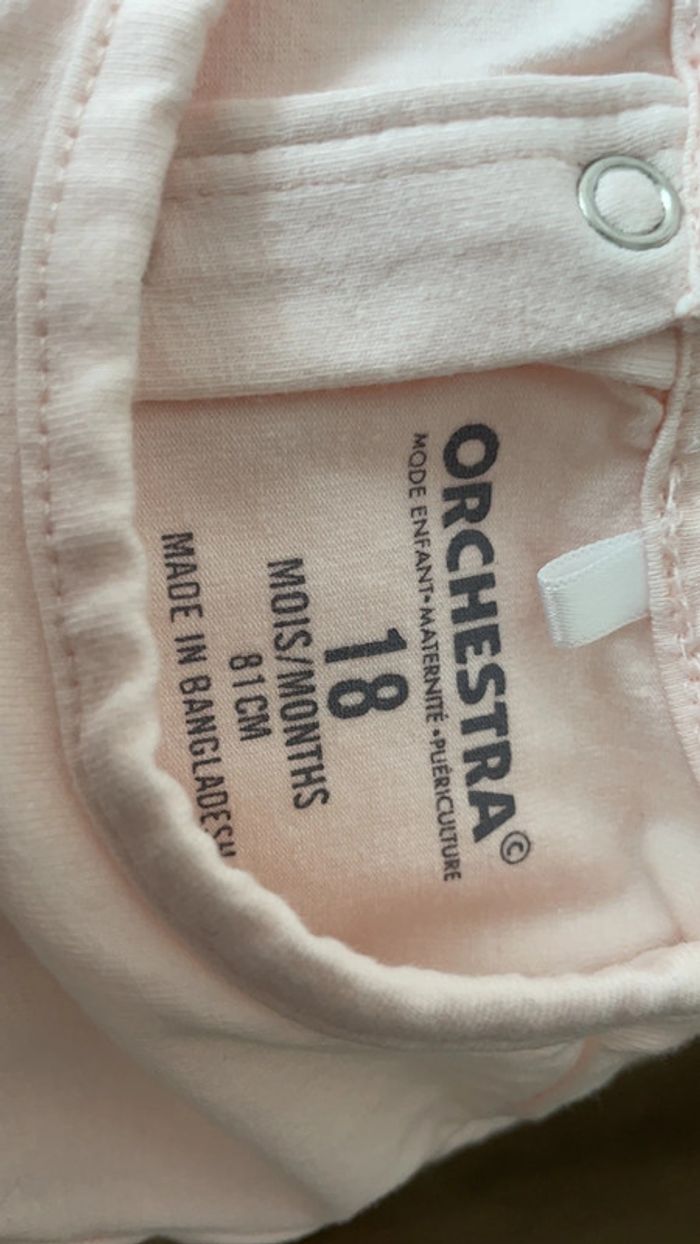 ORCHESTRA©
MODE ENFANT•MATERNITÉ•PUÉRICULTURE
18
MOIS/MONTHS
81CM
MADE IN BANGLADESH